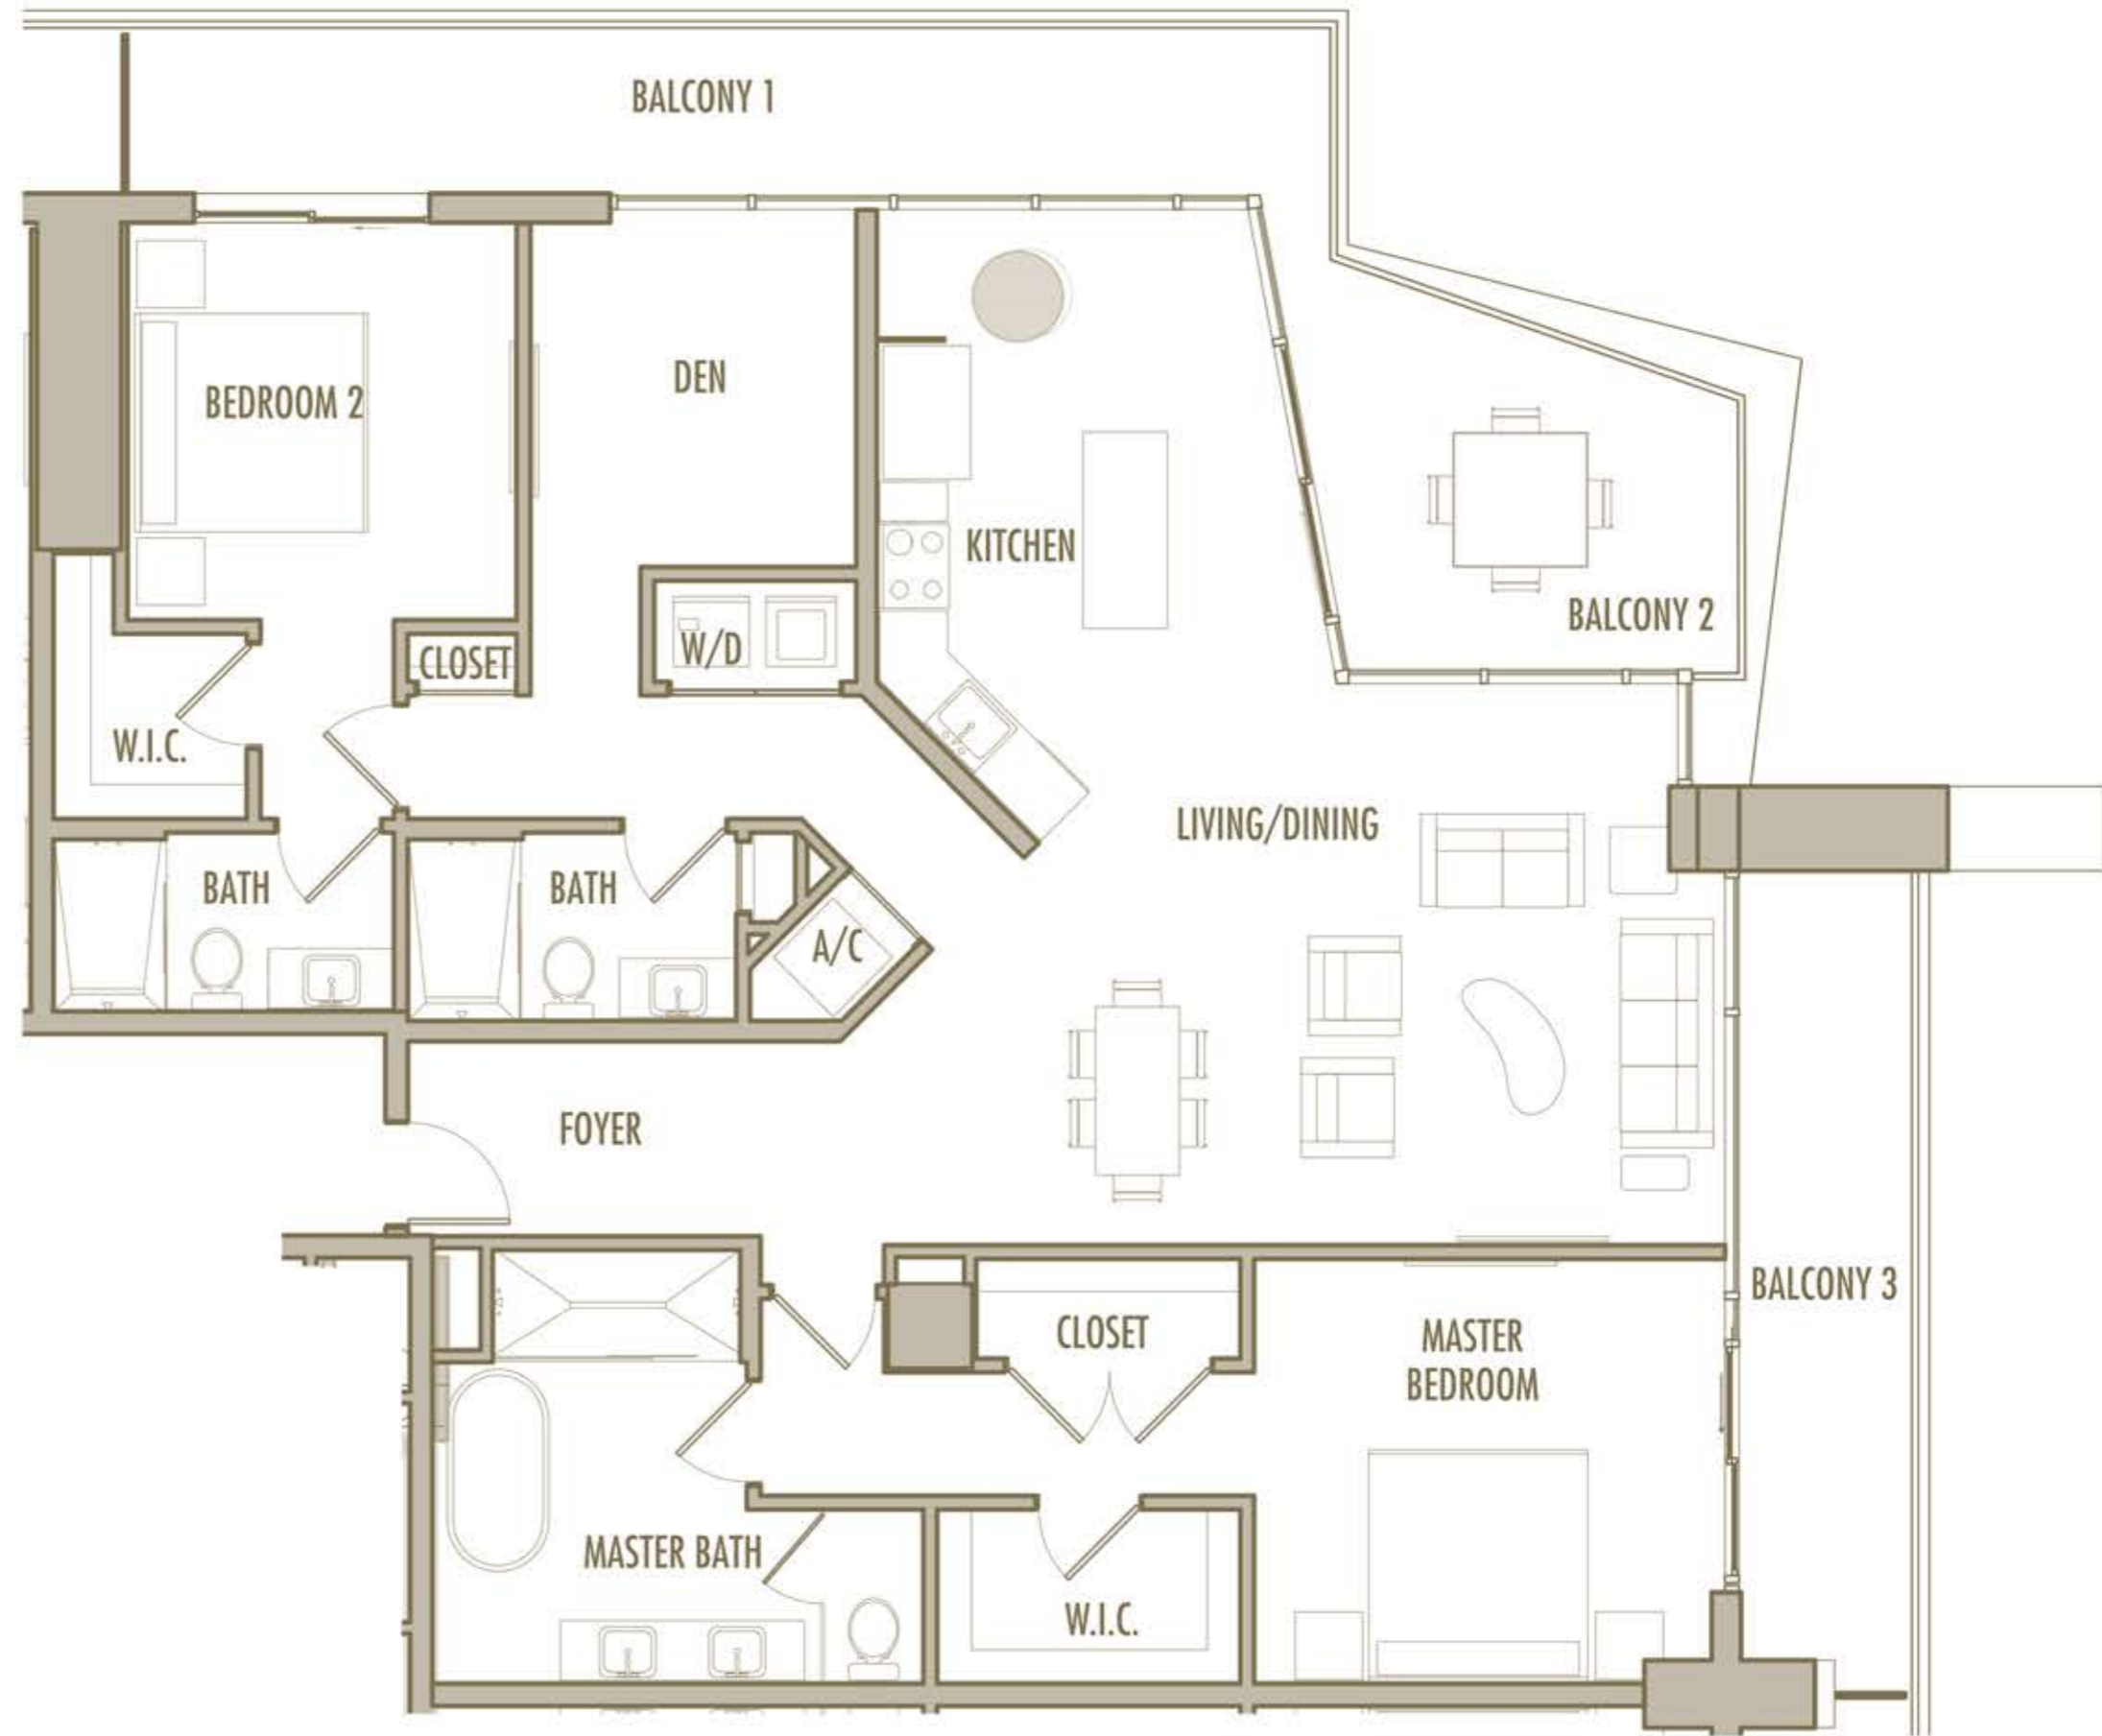 BALCONY 1
DEN
BEDROOM 2
KITCHEN
BALCONY 2
W/D
CLOSET
W.I.C.
LIVING/DINING
BATH
BATH
A/C
FOYER
BALCONY 3
CLOSET
MASTER
BEDROOM
MASTER BATH
W.I.C.